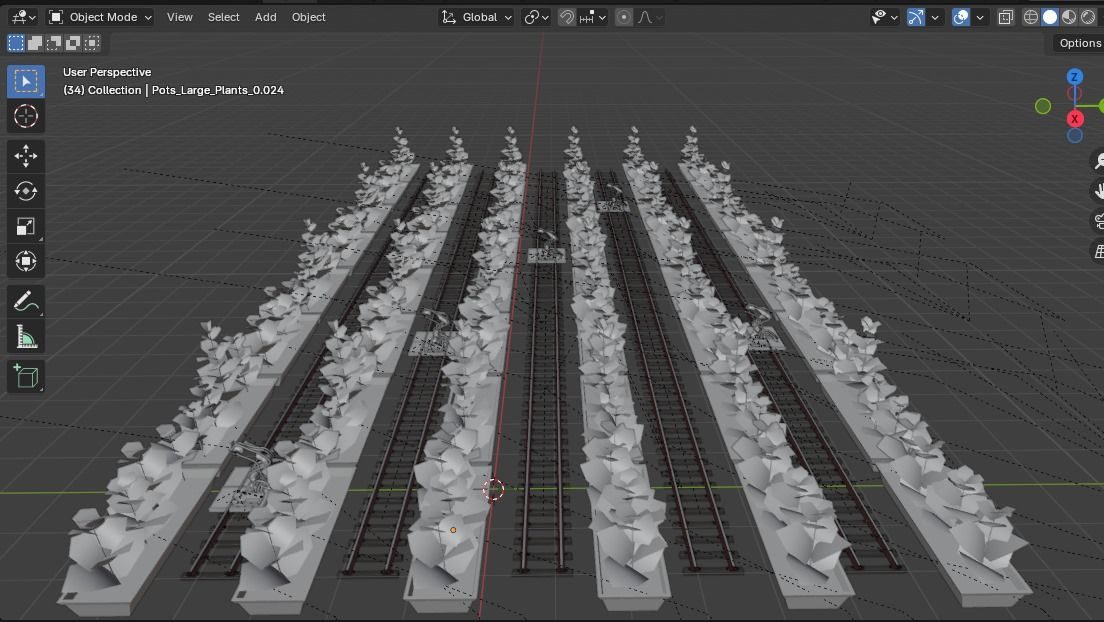 Object Mode View Select Add Object Global
Options
User Perspective
(34) Collection | Pots_Large_Plants_0.024
Z
X